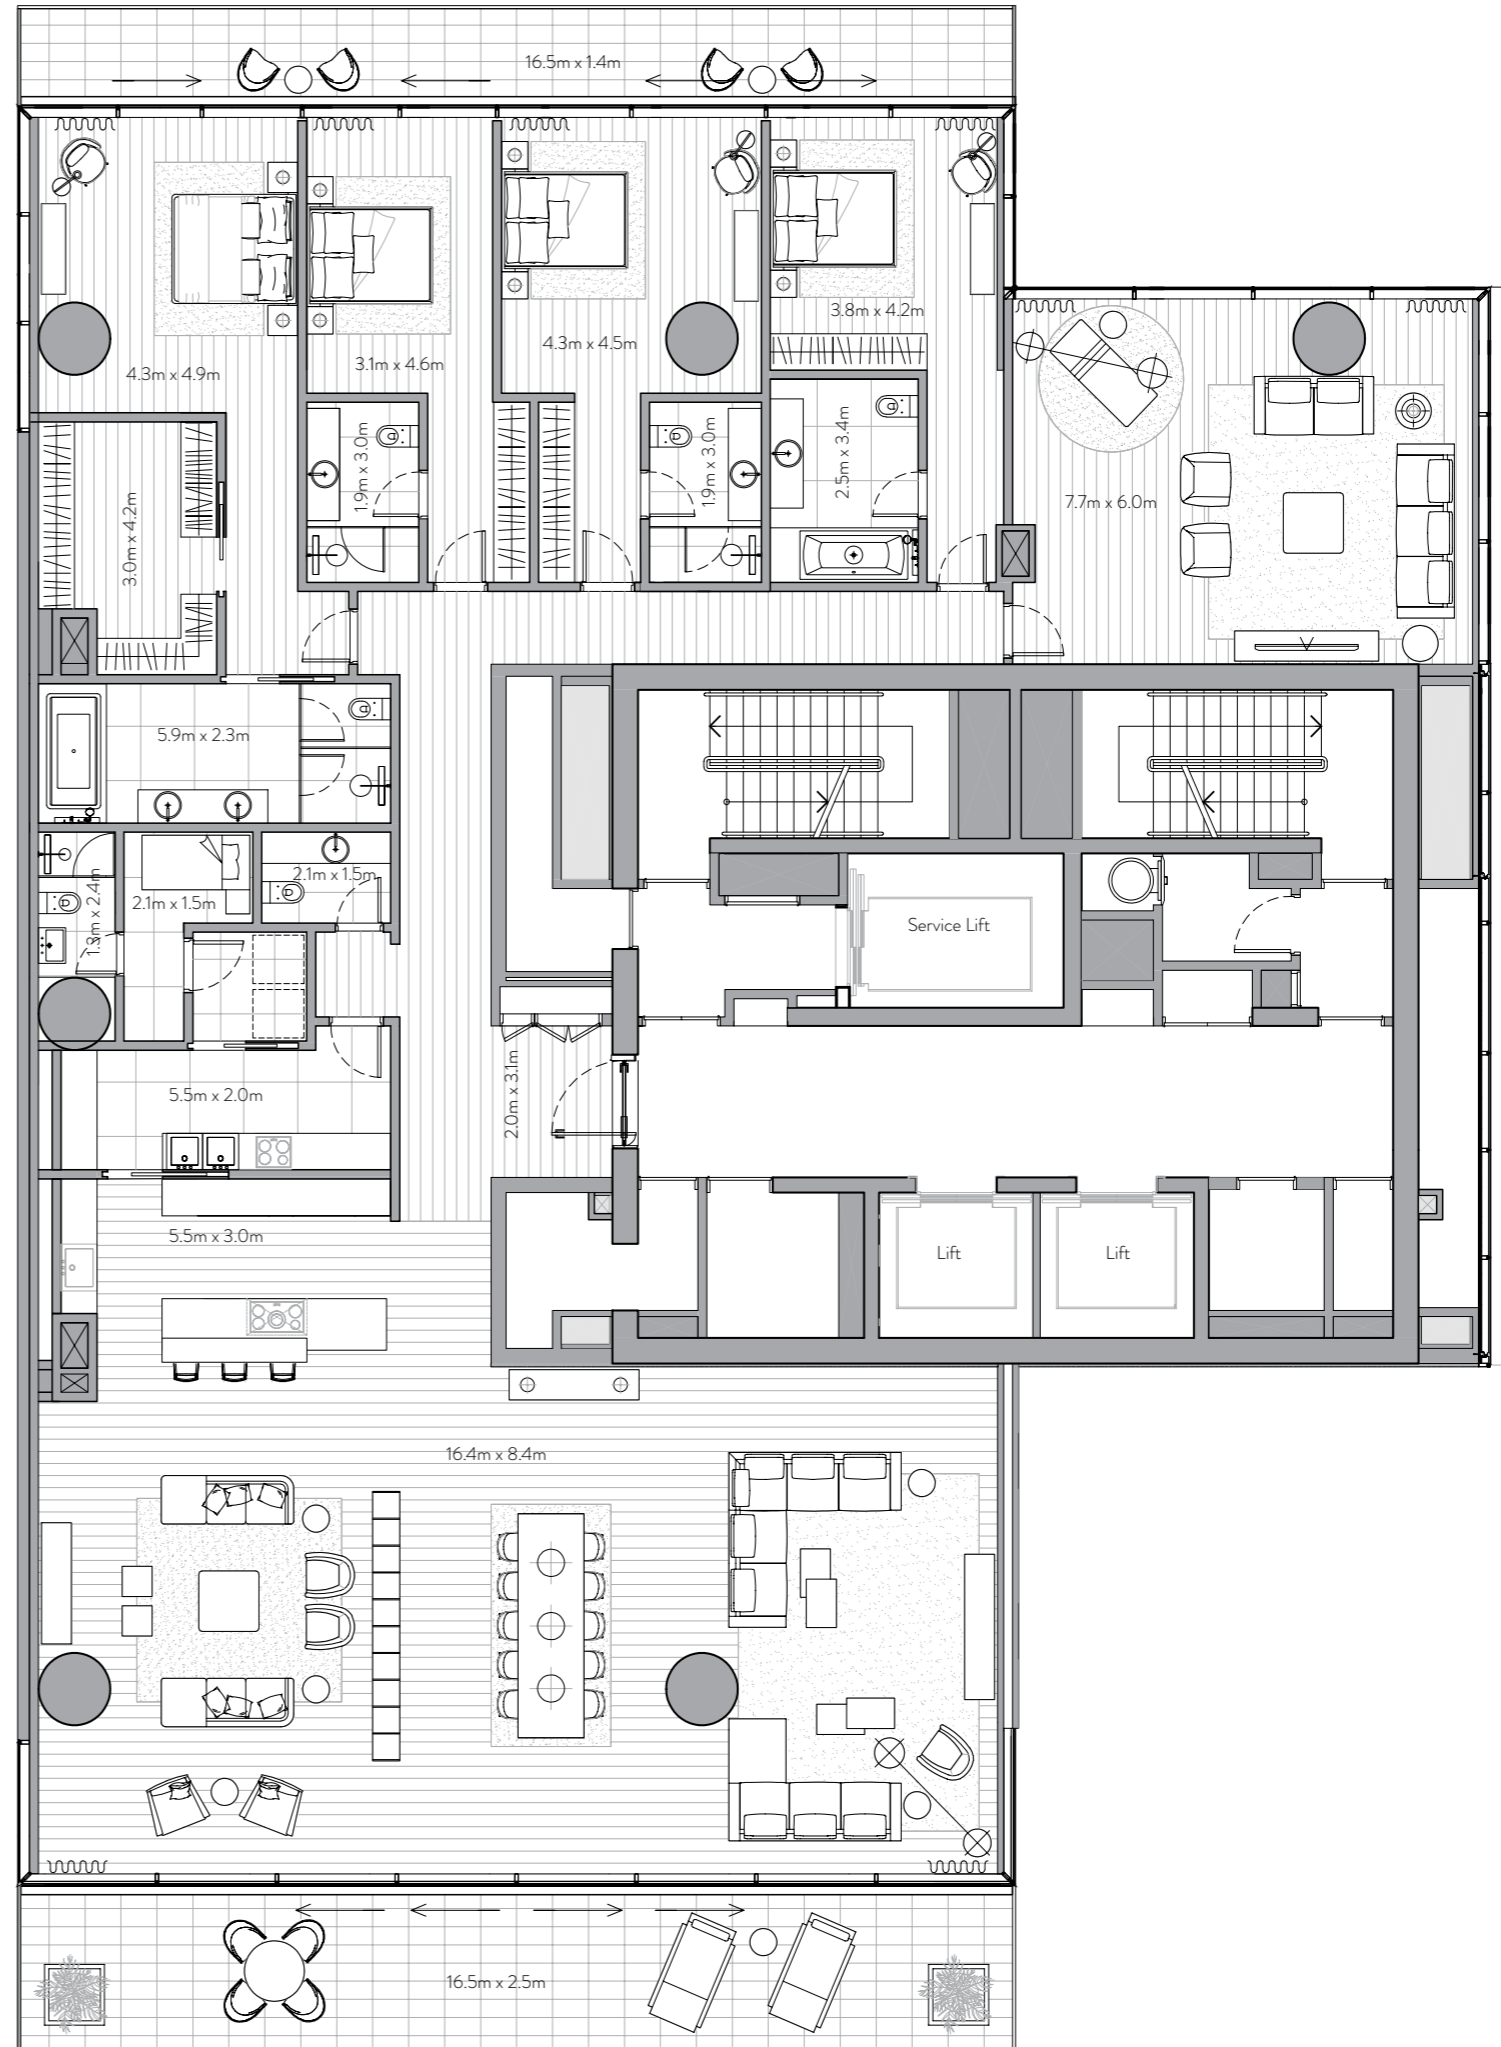 16.5m x 1.4m
3.8m x 4.2m
4.3m x 4.5m
3.1m x 4.6m
4.3m x 4.9m
1.9m x 3.0m
1.9m x 3.0m
2.5m x 3.4m
7.7m x 6.0m
3.0m x 4.2m
5.9m x 2.3m
2.1m x 1.5m
2.1m x 1.5m
1.3m x 2.4m
Service Lift
5.5m x 2.0m
2.0m x 3.1m
5.5m x 3.0m
Lift
Lift
16.4m x 8.4m
16.5m x 2.5m